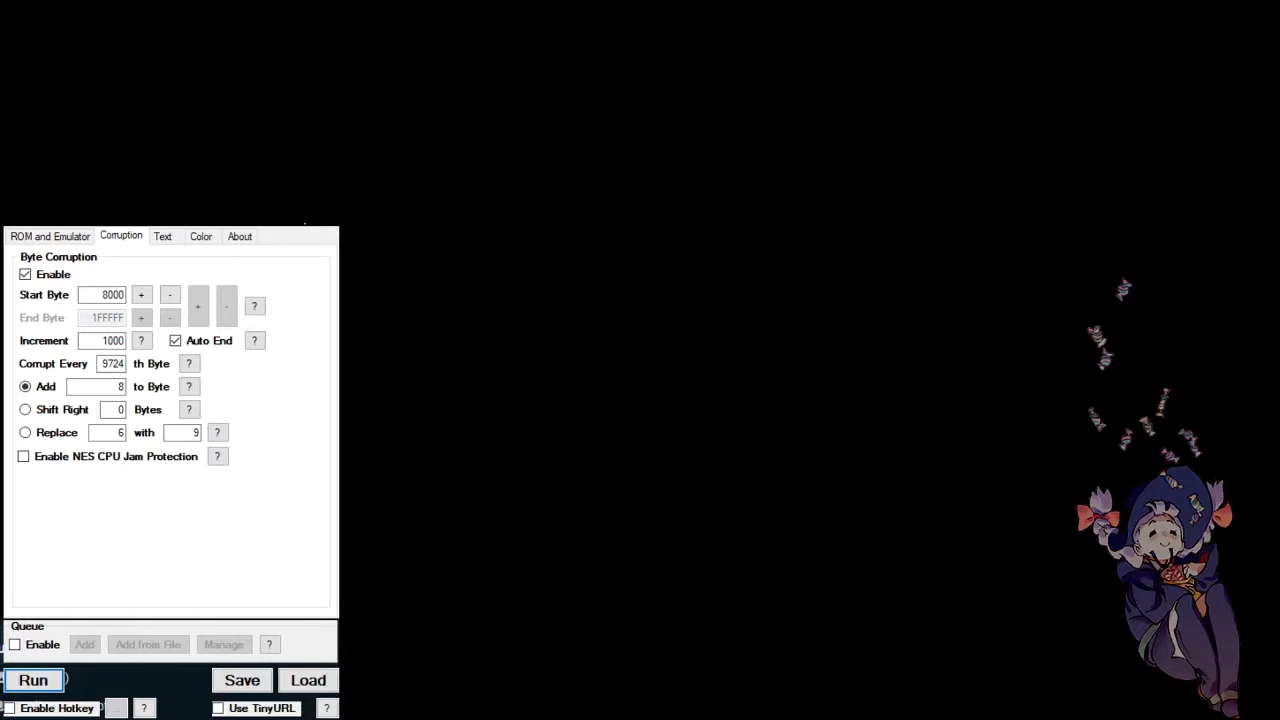 ROM and Emulator Corruption Text Color About
Byte Corruption
Enable
Start Byte 8000 + - + - ?
End Byte 1FFFFF + -
Increment 1000 ? Auto End ?
Corrupt Every 9724 th Byte ?
Add 8 to Byte ?
Shift Right 0 Bytes ?
Replace 6 with 9 ?
Enable NES CPU Jam Protection ?
Queue
Enable Add Add from File Manage ?
Run Save Load
Enable Hotkey ? Use TinyURL ?